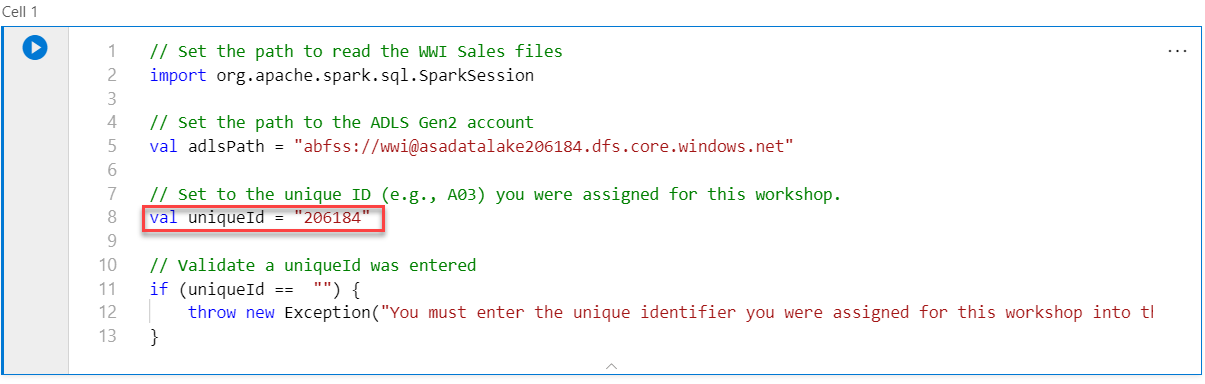 Cell 1
1 // Set the path to read the WWI Sales files
2 import org.apache.spark.sql.SparkSession
3
4 // Set the path to the ADLS Gen2 account
5 val adlsPath = "abfss://wwi@asadatalake206184.dfs.core.windows.net"
6
7 // Set to the unique ID (e.g., A03) you were assigned for this workshop.
8 val uniqueId = "206184"
9
10 // Validate a uniqueId was entered
11 if (uniqueId ==  "") {
12     throw new Exception("You must enter the unique identifier you were assigned for this workshop into th
13 }